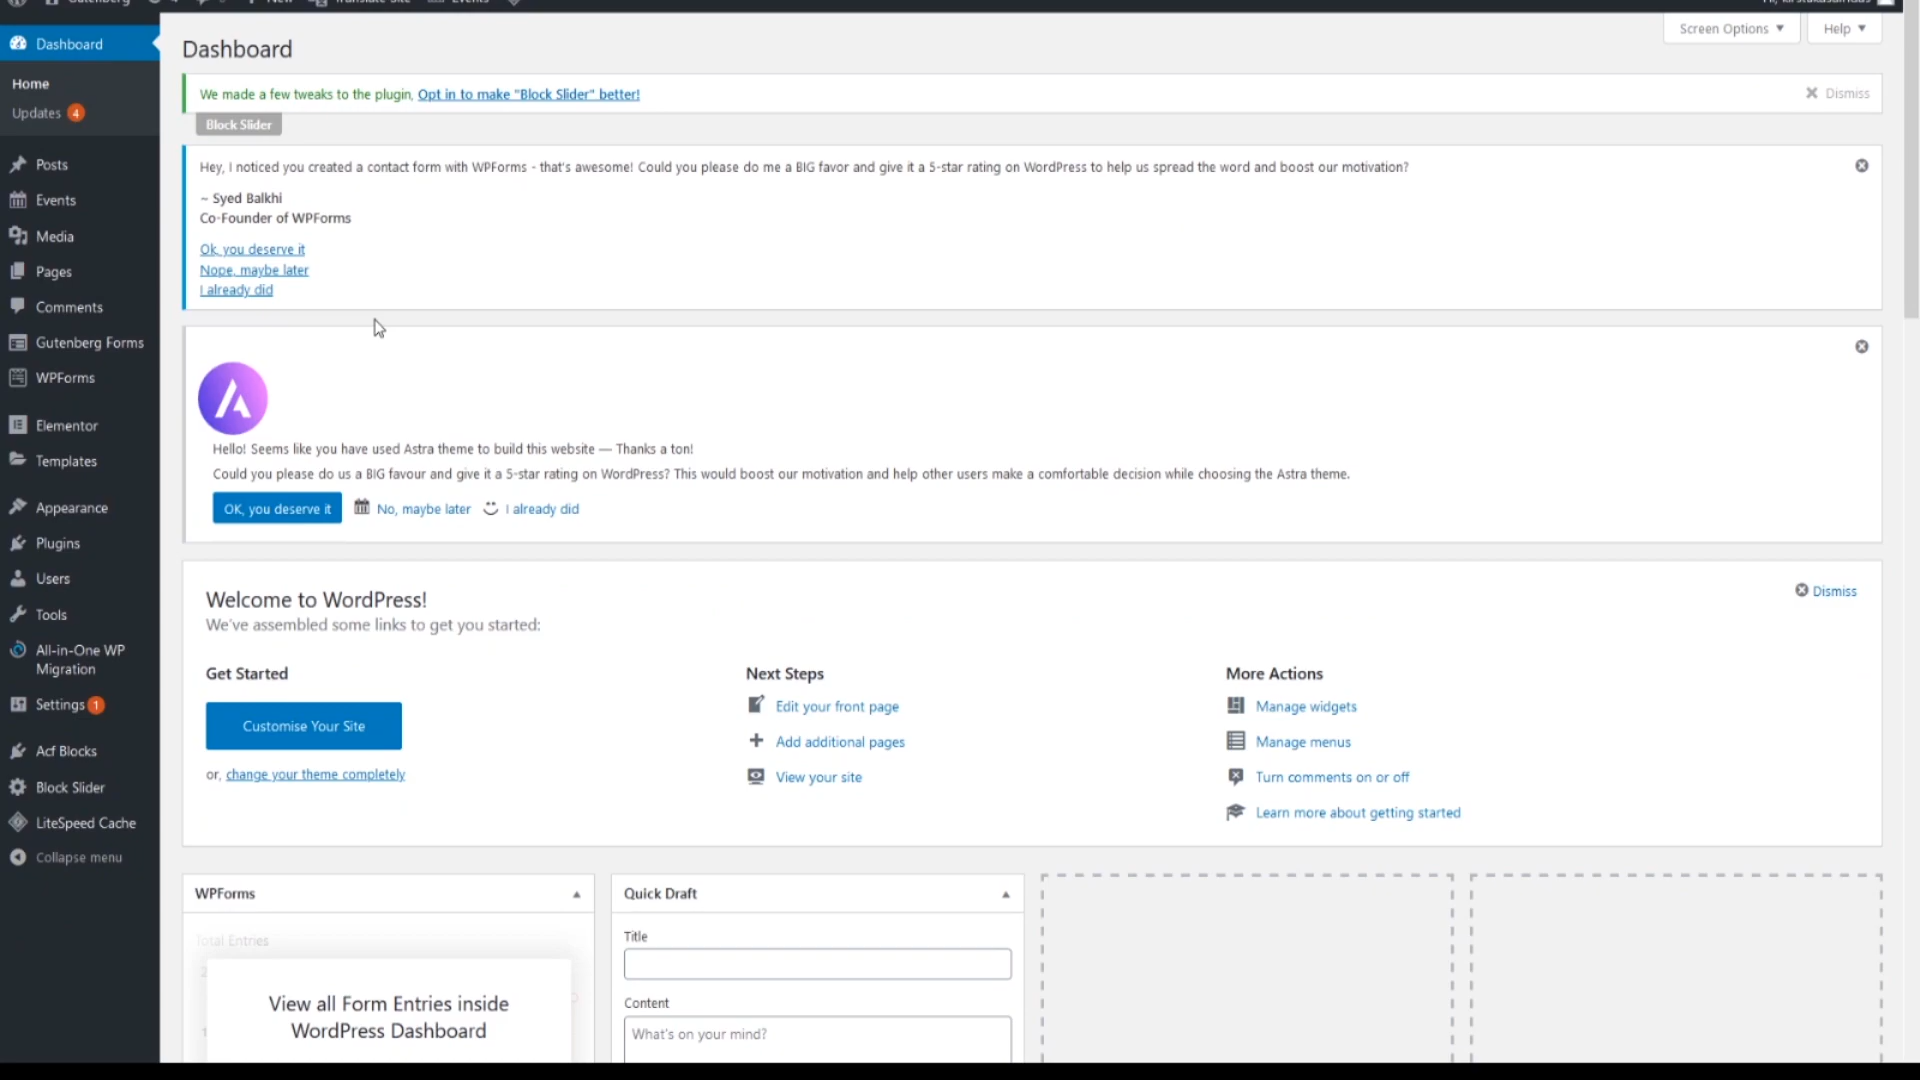 Dashboard
Home
Updates 4
Posts
Events
Media
Pages
Comments
Gutenberg Forms
WPForms
Elementor
Templates
Appearance
Plugins
Users
Tools
All-in-One WP
Migration
Settings 1
Acf Blocks
Block Slider
LiteSpeed Cache
Collapse menu
Screen Options
Help
Dashboard
We made a few tweaks to the plugin, Opt in to make "Block Slider" better!
Dismiss
Block Slider
Hey, I noticed you created a contact form with WPForms - that's awesome! Could you please do me a BIG favor and give it a 5-star rating on WordPress to help us spread the word and boost our motivation?
~ Syed Balkhi
Co-Founder of WPForms
Ok, you deserve it
Nope, maybe later
I already did
Hello! Seems like you have used Astra theme to build this website — Thanks a ton!
Could you please do us a BIG favour and give it a 5-star rating on WordPress? This would boost our motivation and help other users make a comfortable decision while choosing the Astra theme.
OK, you deserve it No, maybe later I already did
Welcome to WordPress!
Dismiss
We've assembled some links to get you started:
Get Started
Customise Your Site
or, change your theme completely
Next Steps
Edit your front page
Add additional pages
View your site
More Actions
Manage widgets
Manage menus
Turn comments on or off
Learn more about getting started
WPForms
Total Entries
View all Form Entries inside
WordPress Dashboard
Quick Draft
Title
Content
What's on your mind?